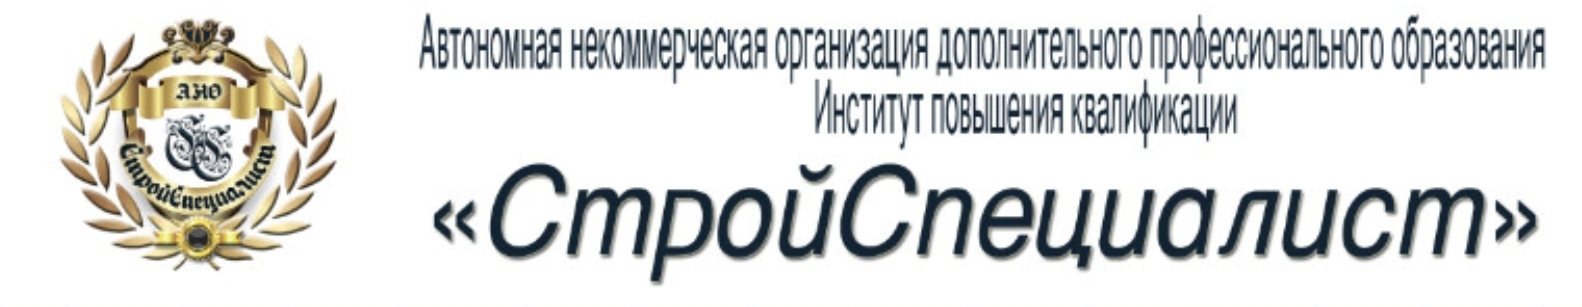 АНО
СтройСпециалист
Автономная некоммерческая организация дополнительного профессионального образования
Институт повышения квалификации
«СтройСпециалист»